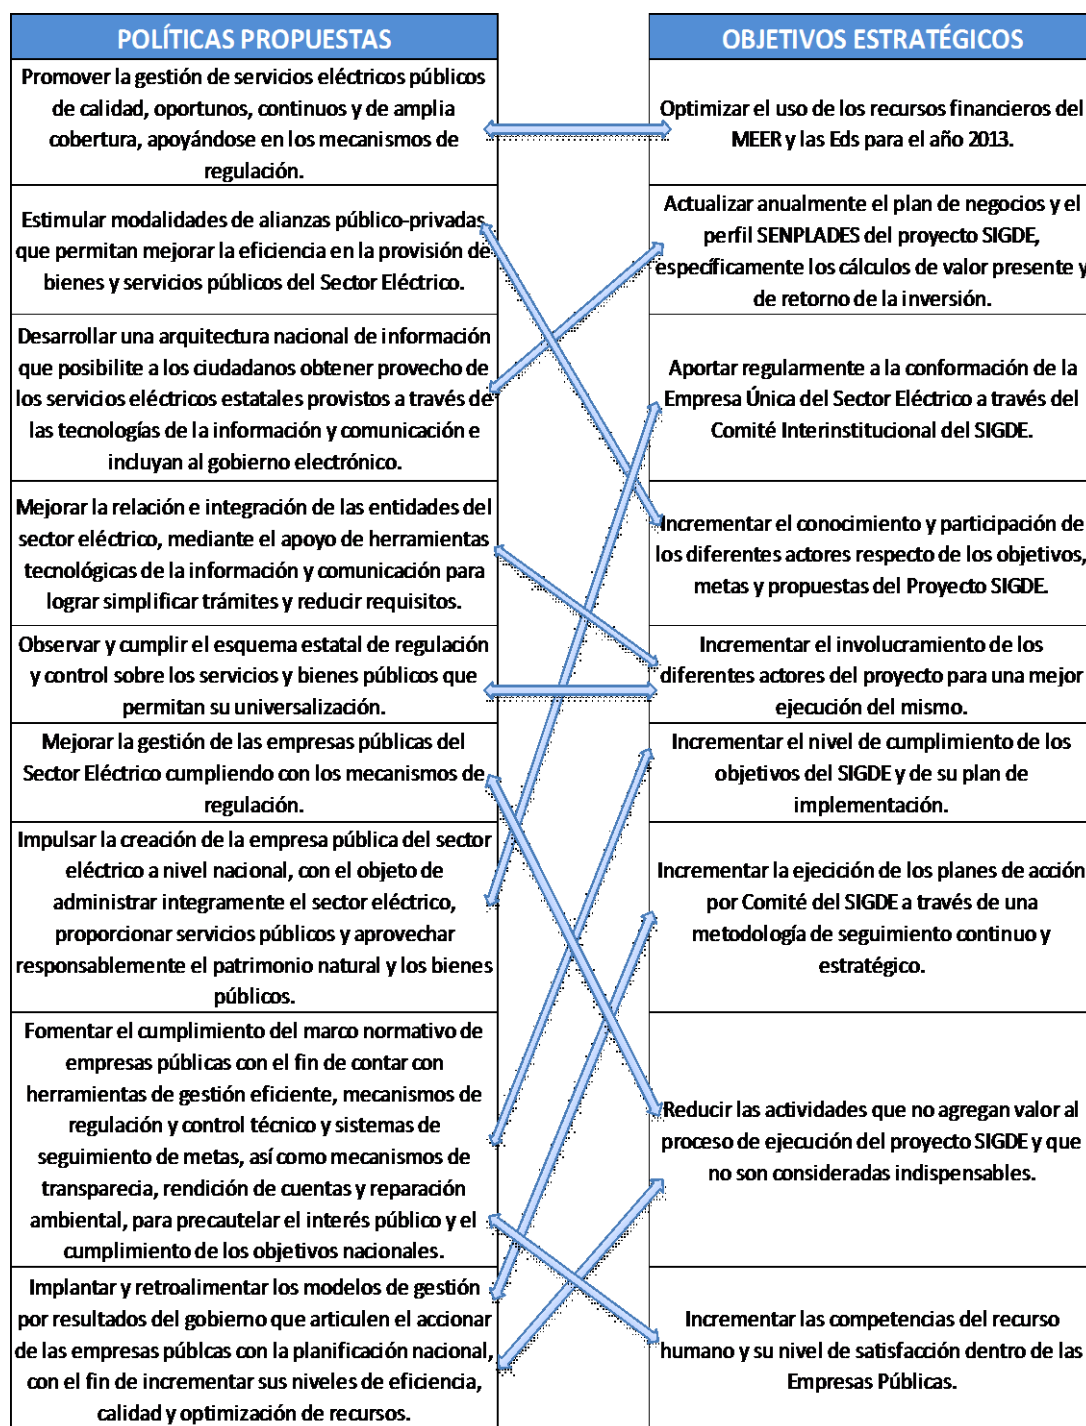 POLÍTICAS PROPUESTAS
Promover la gestión de servicios eléctricos públicos
de calidad, oportunos, continuos y de amplia
cobertura, apoyándose en los mecanismos de
regulación.
Estimular modalidades de alianzas público-privadas
que permitan mejorar la eficiencia en la provisión de
bienes y servicios públicos del Sector Eléctrico.
Desarrollar una arquitectura nacional de información
que posibilite a los ciudadanos obtener provecho de
los servicios eléctricos estatales provistos a través de
las tecnologías de la información y comunicación e
incluyan al gobierno electrónico.
Mejorar la relación e integración de las entidades del
sector eléctrico, mediante el apoyo de herramientas
tecnológicas de la información y comunicación para
lograr simplificar trámites y reducir requisitos.
Observar y cumplir el esquema estatal de regulación
y control sobre los servicios y bienes públicos que
permitan su universalización.
Mejorar la gestión de las empresas públicas del
Sector Eléctrico cumpliendo con los mecanismos de
regulación.
Impulsar la creación de la empresa pública del sector
eléctrico a nivel nacional, con el objeto de
administrar integramente el sector eléctrico,
proporcionar servicios públicos y aprovechar
responsablemente el patrimonio natural y los bienes
públicos.
Fomentar el cumplimiento del marco normativo de
empresas públicas con el fin de contar con
herramientas de gestión eficiente, mecanismos de
regulación y control técnico y sistemas de
seguimiento de metas, así como mecanismos de
transparecia, rendición de cuentas y reparación
ambiental, para precautelar el interés público y el
cumplimiento de los objetivos nacionales.
Implantar y retroalimentar los modelos de gestión
por resultados del gobierno que articulen el accionar
de las empresas públcas con la planificación nacional,
con el fin de incrementar sus niveles de eficiencia,
calidad y optimización de recursos.
OBJETIVOS ESTRATÉGICOS
Optimizar el uso de los recursos financieros del
MEER y las Eds para el año 2013.
Actualizar anualmente el plan de negocios y el
perfil SENPLADES del proyecto SIGDE,
específicamente los cálculos de valor presente y
de retorno de la inversión.
Aportar regularmente a la conformación de la
Empresa Única del Sector Eléctrico a través del
Comité Interinstitucional del SIGDE.
Incrementar el conocimiento y participación de
los diferentes actores respecto de los objetivos,
metas y propuestas del Proyecto SIGDE.
Incrementar el involucramiento de los
diferentes actores del proyecto para una mejor
ejecución del mismo.
Incrementar el nivel de cumplimiento de los
objetivos del SIGDE y de su plan de
implementación.
Incrementar la ejecición de los planes de acción
por Comité del SIGDE a través de una
metodología de seguimiento continuo y
estratégico.
Reducir las actividades que no agregan valor al
proceso de ejecución del proyecto SIGDE y que
no son consideradas indispensables.
Incrementar las competencias del recurso
humano y su nivel de satisfacción dentro de las
Empresas Públicas.